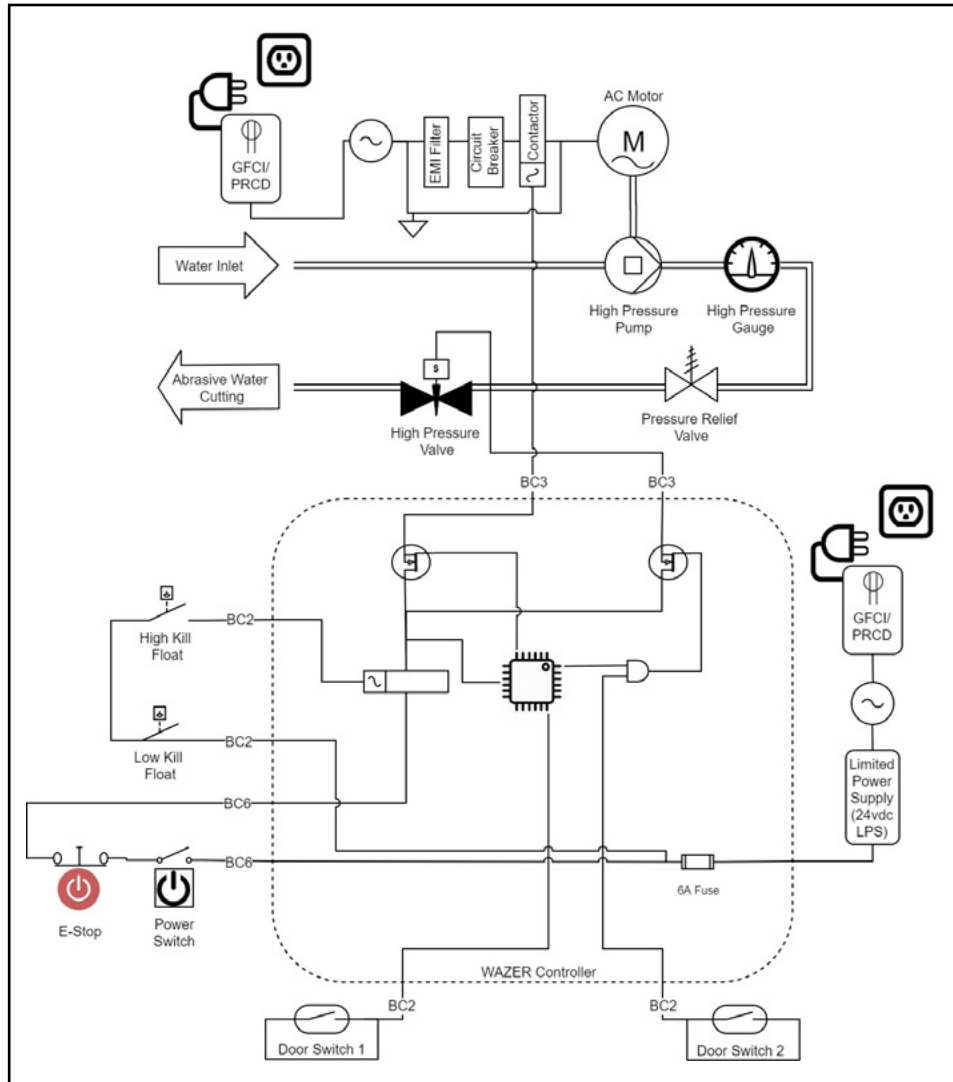 AC Motor
GFCI/
PRCD
EMI Filter
Circuit
Breaker
Contactor
M
Water Inlet
High Pressure
Pump
High Pressure
Gauge
Abrasive Water
Cutting
S
High Pressure
Valve
Pressure Relief
Valve
BC3
BC3
GFCI/
PRCD
High Kill
Float
BC2
Low Kill
Float
BC2
Limited
Power
Supply
(24vdc
LPS)
BC6
BC6
6A Fuse
E-Stop
Power
Switch
WAZER Controller
BC2
BC2
Door Switch 1
Door Switch 2